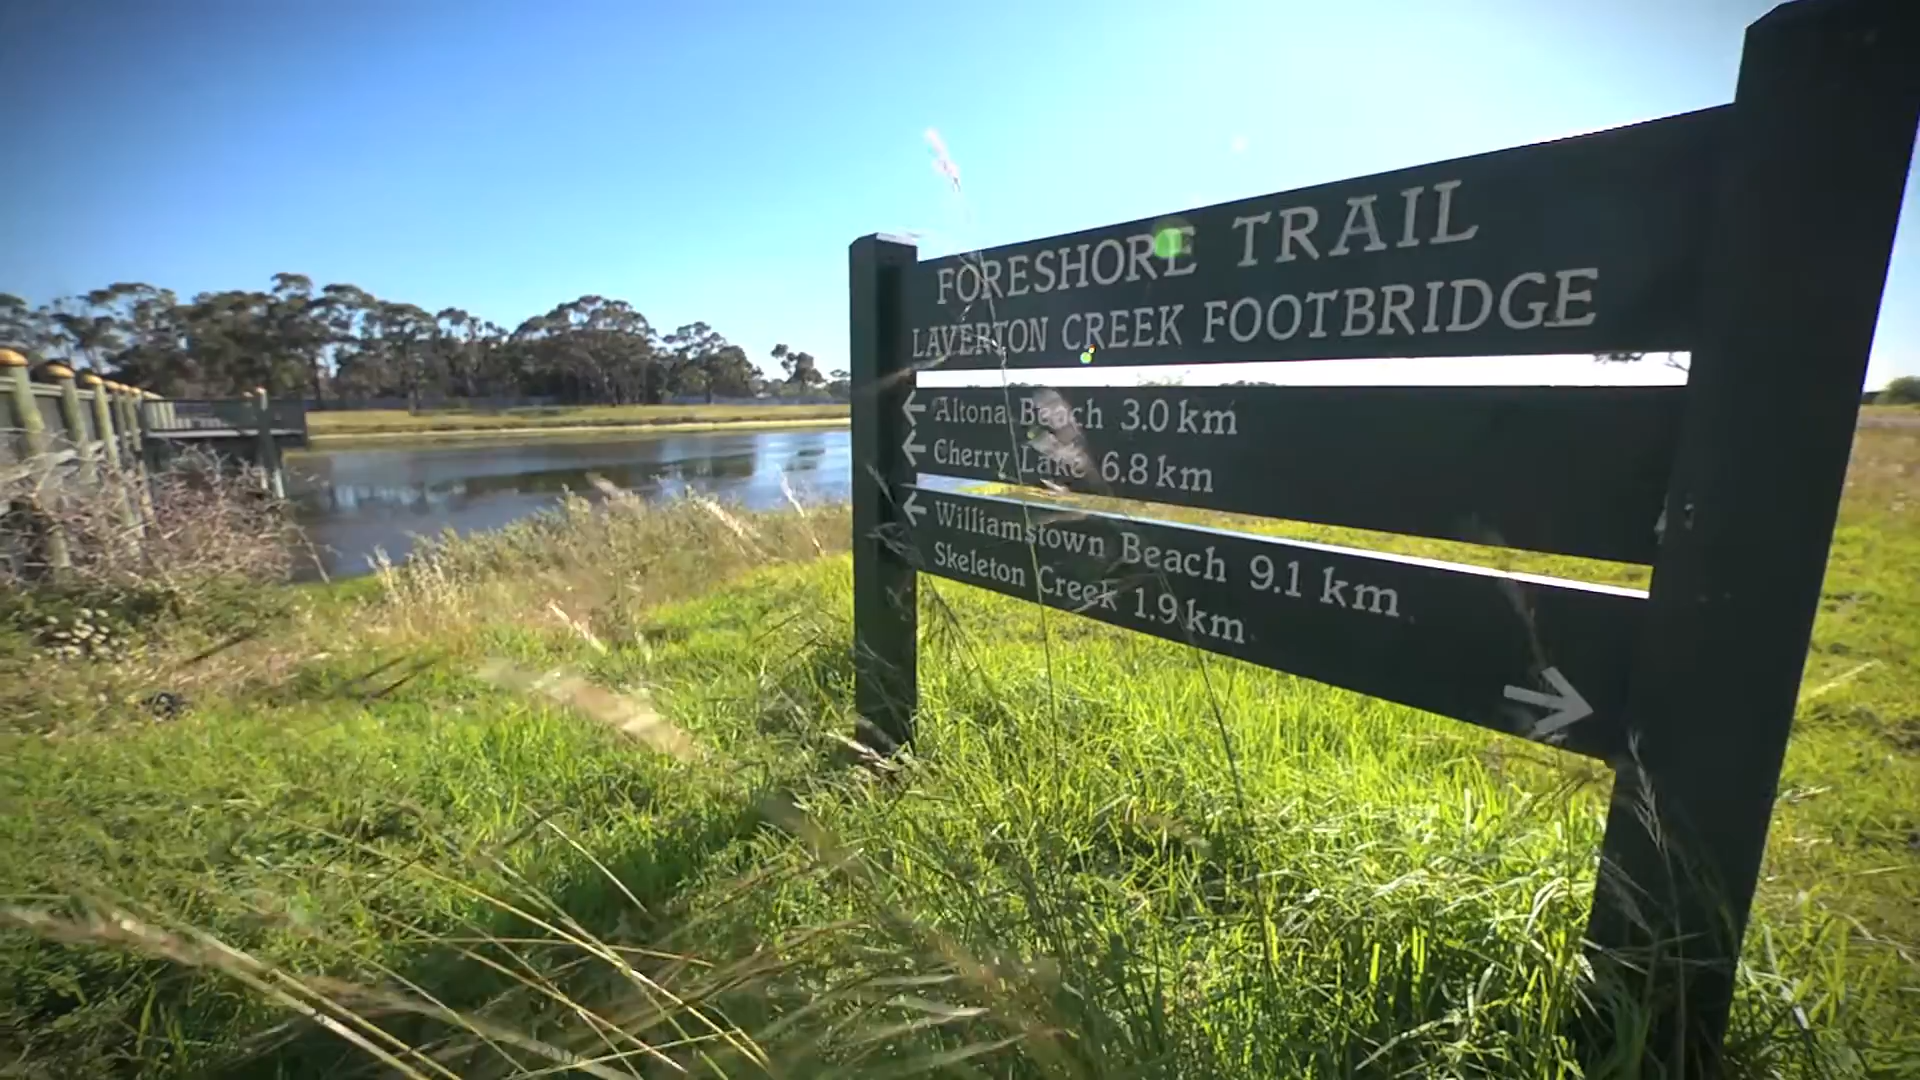 FORESHORE TRAIL
LAVERTON CREEK FOOTBRIDGE
← Altona Beach 3.0 km
← Cherry Lake 6.8 km
← Williamstown Beach 9.1 km
Skeleton Creek 1.9 km →